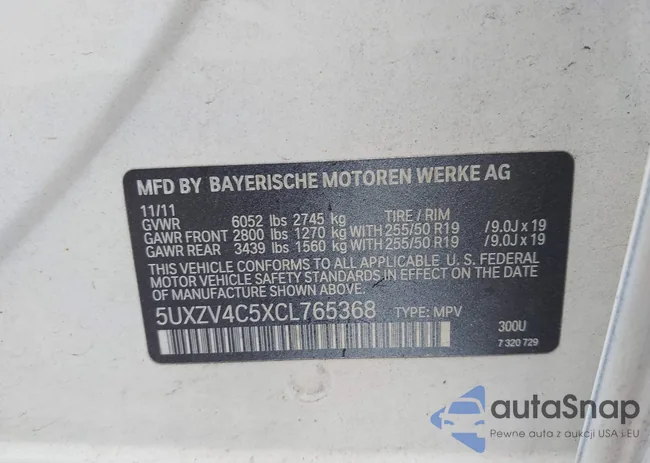 MFD BY BAYERISCHE MOTOREN WERKE AG
11/11
GVWR 6052 lbs 2745 kg TIRE / RIM
GAWR FRONT 2800 lbs 1270 kg WITH 255/50 R19 /9.0J x 19
GAWR REAR 3439 lbs 1560 kg WITH 255/50 R19 /9.0J x 19
THIS VEHICLE CONFORMS TO ALL APPLICABLE U. S. FEDERAL
MOTOR VEHICLE SAFETY STANDARDS IN EFFECT ON THE DATE
OF MANUFACTURE SHOWN ABOVE.
5UXZV4C5XCL765368 TYPE: MPV
300U
7 320 729
autoSnap
Pewne auta z aukcji USA i EU